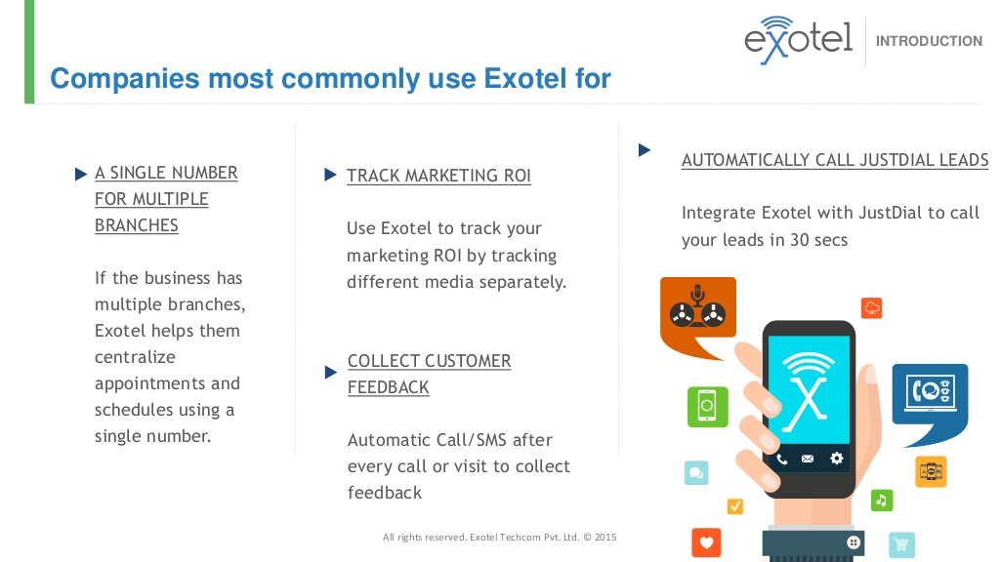 exotel
INTRODUCTION
Companies most commonly use Exotel for
A SINGLE NUMBER
FOR MULTIPLE
BRANCHES
If the business has
multiple branches,
Exotel helps them
centralize
appointments and
schedules using a
single number.
TRACK MARKETING ROI
Use Exotel to track your
marketing ROI by tracking
different media separately.
COLLECT CUSTOMER
FEEDBACK
Automatic Call/SMS after
every call or visit to collect
feedback
AUTOMATICALLY CALL JUSTDIAL LEADS
Integrate Exotel with JustDial to call
your leads in 30 secs
All rights reserved. Exotel Techcom Pvt. Ltd. © 2015